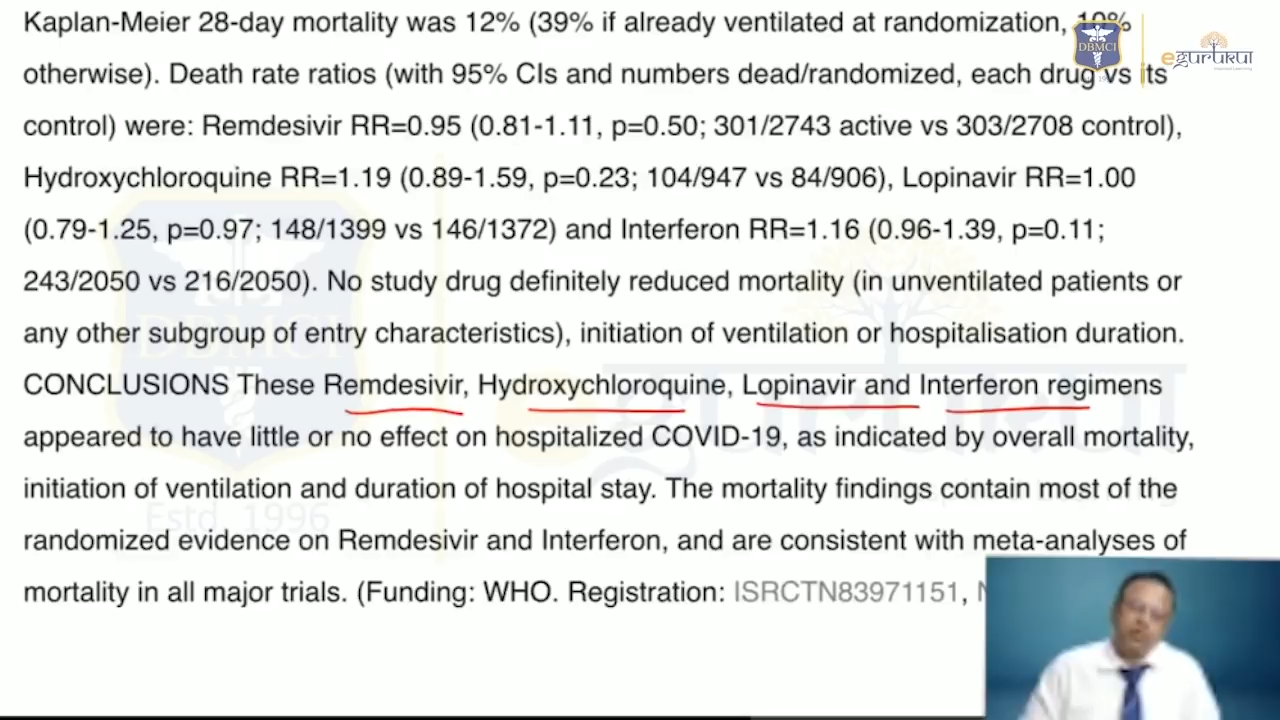 Kaplan-Meier 28-day mortality was 12% (39% if already ventilated at randomization, 10%
otherwise). Death rate ratios (with 95% CIs and numbers dead/randomized, each drug vs its
control) were: Remdesivir RR=0.95 (0.81-1.11, p=0.50; 301/2743 active vs 303/2708 control),
Hydroxychloroquine RR=1.19 (0.89-1.59, p=0.23; 104/947 vs 84/906), Lopinavir RR=1.00
(0.79-1.25, p=0.97; 148/1399 vs 146/1372) and Interferon RR=1.16 (0.96-1.39, p=0.11;
243/2050 vs 216/2050). No study drug definitely reduced mortality (in unventilated patients or
any other subgroup of entry characteristics), initiation of ventilation or hospitalisation duration.
CONCLUSIONS These Remdesivir, Hydroxychloroquine, Lopinavir and Interferon regimens
appeared to have little or no effect on hospitalized COVID-19, as indicated by overall mortality,
initiation of ventilation and duration of hospital stay. The mortality findings contain most of the
randomized evidence on Remdesivir and Interferon, and are consistent with meta-analyses of
mortality in all major trials. (Funding: WHO. Registration: ISRCTN83971151,
DBMCI
egurukul
DBMCI
egurukul
Estd. 1996